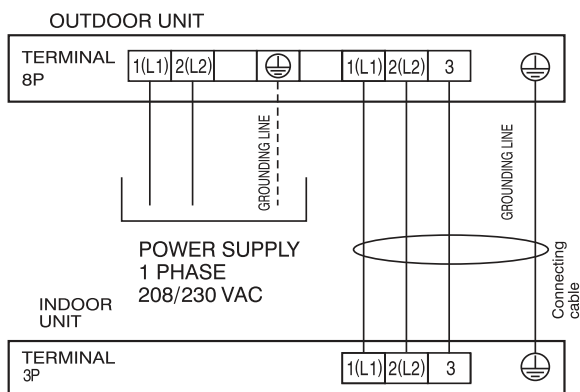 OUTDOOR UNIT
TERMINAL
8P
1(L1) 2(L2) 1(L1) 2(L2) 3
GROUNDING LINE
GROUNDING LINE
POWER SUPPLY
1 PHASE
208/230 VAC
Connecting
cable
INDOOR
UNIT
TERMINAL
3P
1(L1) 2(L2) 3